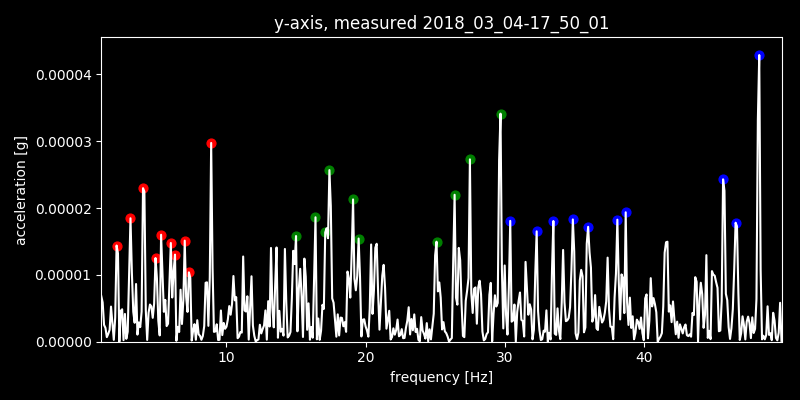 y-axis, measured 2018_03_04-17_50_01
0.00004
0.00003
0.00002
0.00001
0.00000
acceleration [g]
10 20 30 40
frequency [Hz]